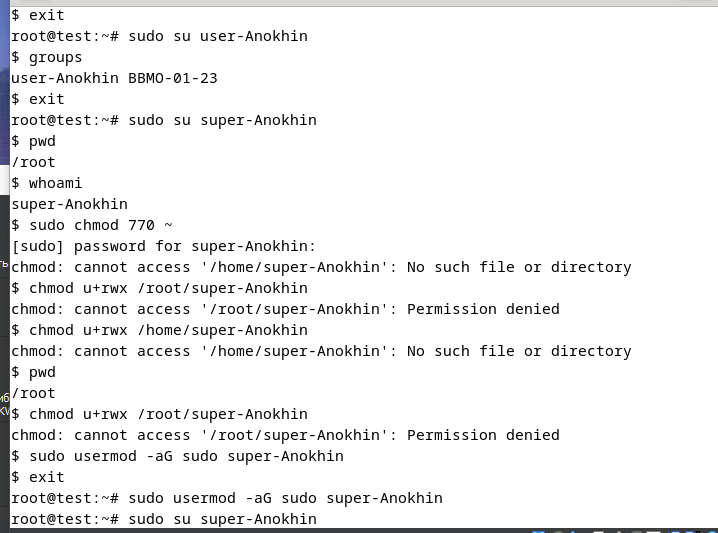 $ exit
root@test:~# sudo su user-Anokhin
$ groups
user-Anokhin BBMO-01-23
$ exit
root@test:~# sudo su super-Anokhin
$ pwd
/root
$ whoami
super-Anokhin
$ sudo chmod 770 ~
[sudo] password for super-Anokhin:
chmod: cannot access '/home/super-Anokhin': No such file or directory
$ chmod u+rwx /root/super-Anokhin
chmod: cannot access '/root/super-Anokhin': Permission denied
$ chmod u+rwx /home/super-Anokhin
chmod: cannot access '/home/super-Anokhin': No such file or directory
$ pwd
/root
$ chmod u+rwx /root/super-Anokhin
chmod: cannot access '/root/super-Anokhin': Permission denied
$ sudo usermod -aG sudo super-Anokhin
$ exit
root@test:~# sudo usermod -aG sudo super-Anokhin
root@test:~# sudo su super-Anokhin